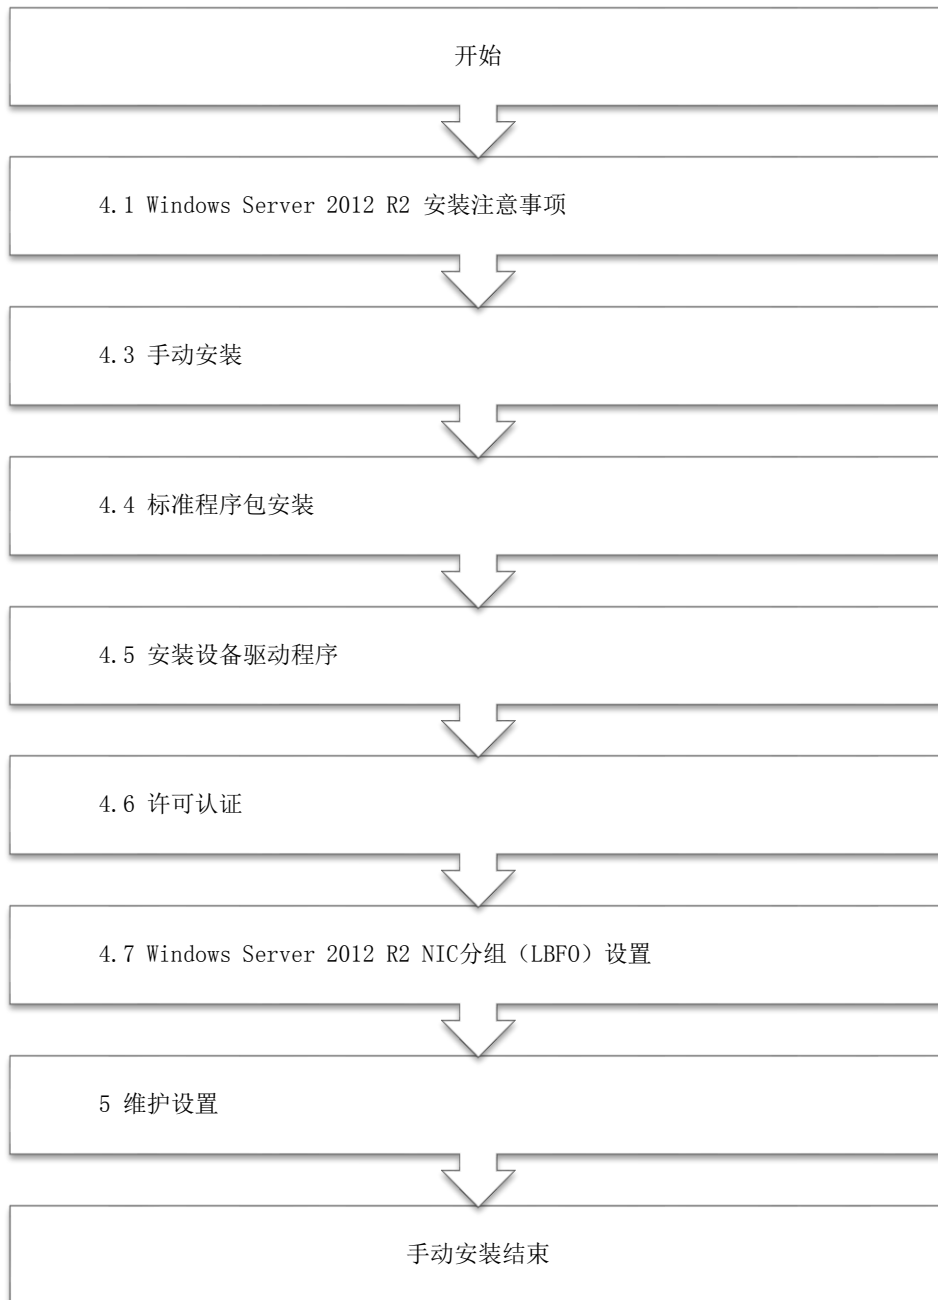 开始
4.1 Windows Server 2012 R2 安装注意事项
4.3 手动安装
4.4 标准程序包安装
4.5 安装设备驱动程序
4.6 许可认证
4.7 Windows Server 2012 R2 NIC分组（LBFO）设置
5 维护设置
手动安装结束